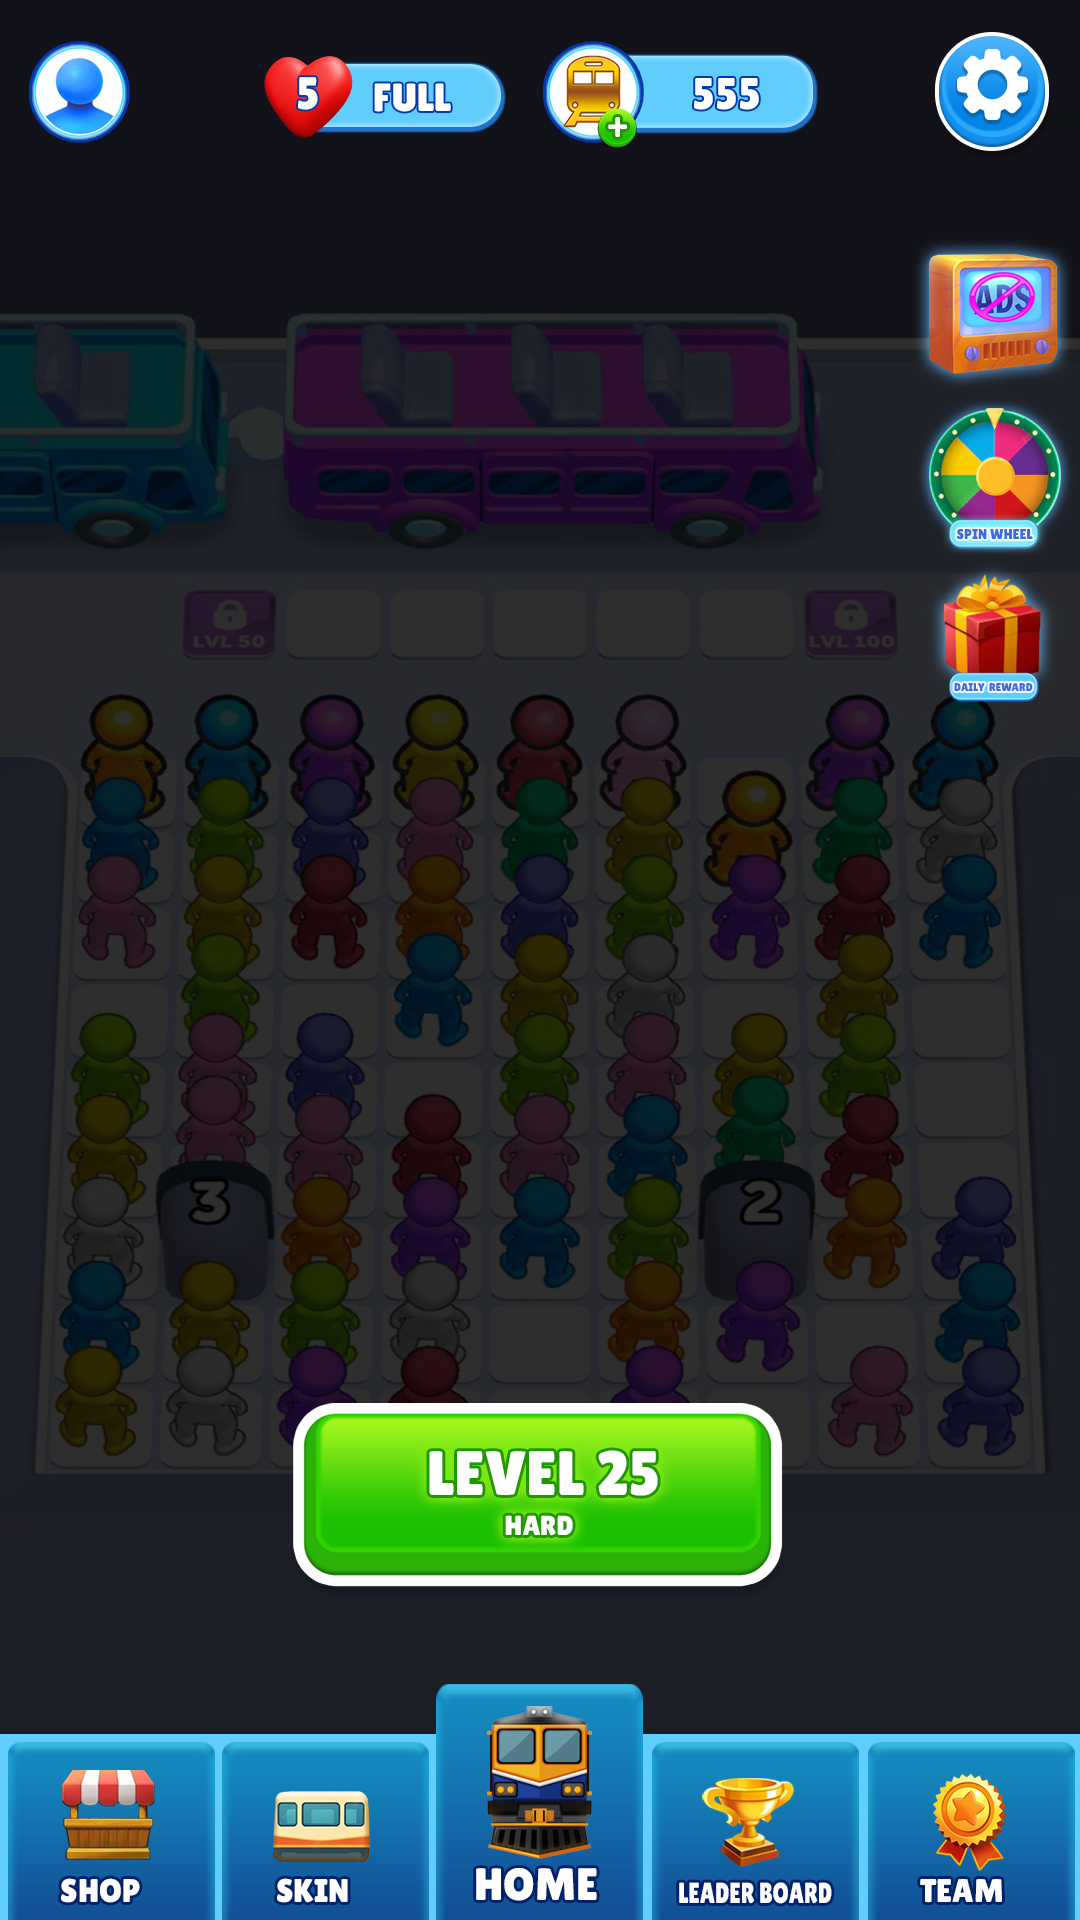 5 FULL
555
ADS
SPIN WHEEL
LVL 50
LVL 100
DAILY REWARD
3
2
LEVEL 25
HARD
SHOP
SKIN
HOME
LEADER BOARD
TEAM